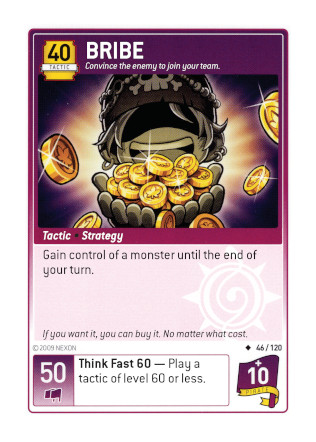 40
TACTIC
BRIBE
Convince the enemy to join your team.
Tactic • Strategy
Gain control of a monster until the end of
your turn.
If you want it, you can buy it. No matter what cost.
©2009 NEXON
◆ 46/120
50
Think Fast 60 — Play a
tactic of level 60 or less.
+
10
PIRATE